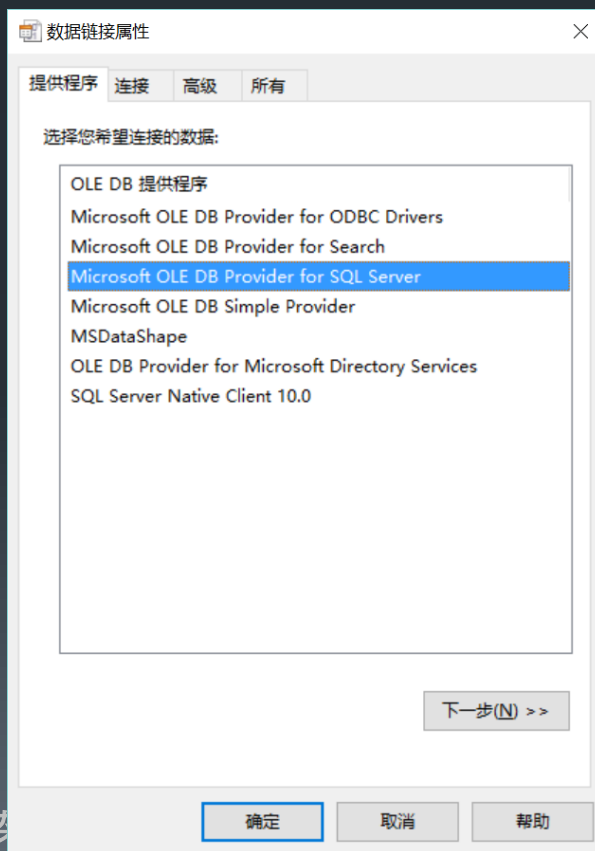 数据链接属性
提供程序 连接 高级 所有
选择您希望连接的数据:
OLE DB 提供程序
Microsoft OLE DB Provider for ODBC Drivers
Microsoft OLE DB Provider for Search
Microsoft OLE DB Provider for SQL Server
Microsoft OLE DB Simple Provider
MSDataShape
OLE DB Provider for Microsoft Directory Services
SQL Server Native Client 10.0
下一步(N) >>
确定 取消 帮助